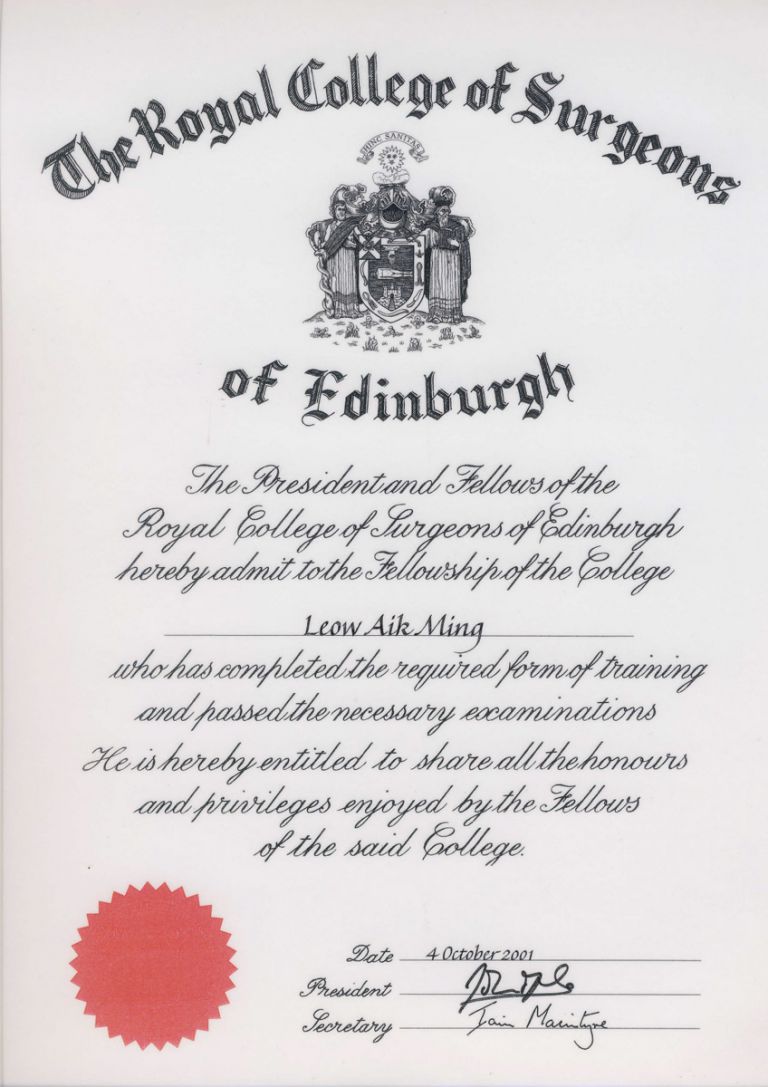 The Royal College of Surgeons
HINC SANITAS
of Edinburgh
The President and Fellows of the
Royal College of Surgeons of Edinburgh
hereby admit to the Fellowship of the College
Leow Aik Ming
who has completed the required form of training
and passed the necessary examinations
He is hereby entitled to share all the honours
and privileges enjoyed by the Fellows
of the said College.
Date 4 October 2001
President
Secretary Iain Macintyre